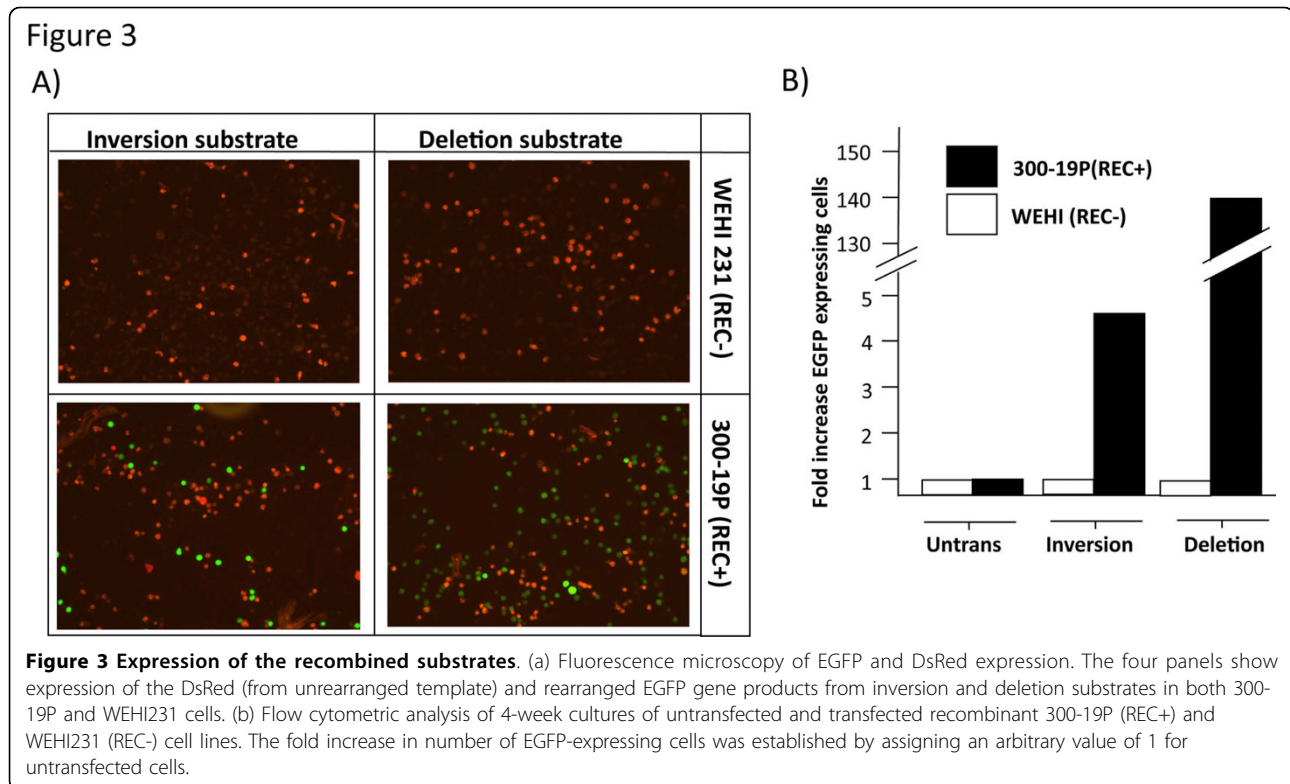 Figure 3
A)
Inversion substrate
Deletion substrate
WEHI 231 (REC-)
300-19P (REC+)
B)
Fold increase EGFP expressing cells
150
140
130
5
4
3
2
1
300-19P(REC+)
WEHI (REC-)
Untrans
Inversion
Deletion
Figure 3 Expression of the recombined substrates. (a) Fluorescence microscopy of EGFP and DsRed expression. The four panels show
expression of the DsRed (from unrearranged template) and rearranged EGFP gene products from inversion and deletion substrates in both 300-
19P and WEHI231 cells. (b) Flow cytometric analysis of 4-week cultures of untransfected and transfected recombinant 300-19P (REC+) and
WEHI231 (REC-) cell lines. The fold increase in number of EGFP-expressing cells was established by assigning an arbitrary value of 1 for
untransfected cells.